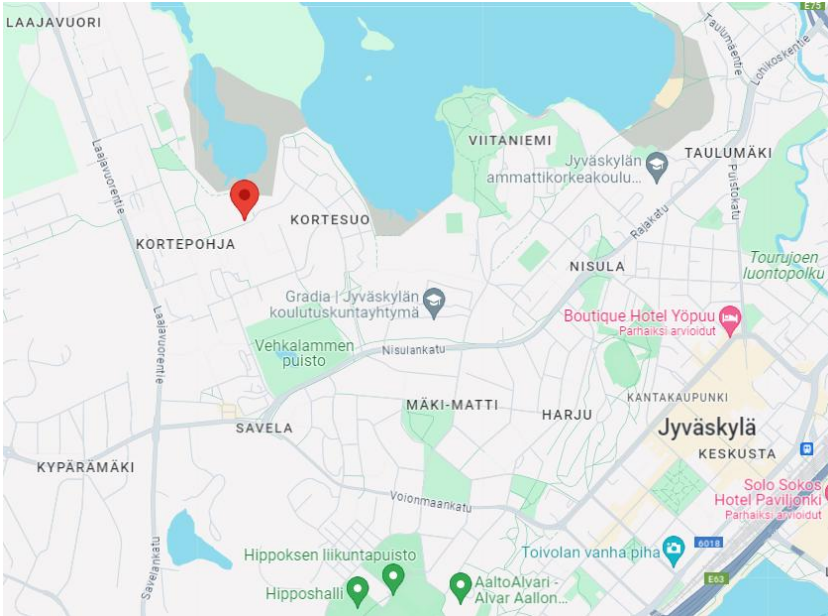 E75
LAAJAVUORI
Taulumäentie
Lohikoskentie
VIITANIEMI
Laajavuorentie
Jyväskylän
ammattikorkeakoulu...
TAULUMÄKI
Puistokatu
Rajakatu
KORTESUO
KORTEPOHJA
Tourujoen
luontopolku
NISULA
Gradia | Jyväskylän
koulutuskuntayhtymä
Laajavuorentie
Boutique Hotel Yöpuu
Parhaiksi arvioidut
Vehkalammen
puisto
Nisulankatu
KANTAKAUPUNKI
MÄKI-MATTI
HARJU
SAVELA
Jyväskylä
KESKUSTA
KYPÄRÄMÄKI
Solo Sokos
Hotel Paviljonki
Parhaiksi arvioidut
Voionmaankatu
Savelankatu
6018
Toivolan vanha piha
Hippoksen liikuntapuisto
Hipposhalli
AaltoAlvari -
Alvar Aallon...
E63